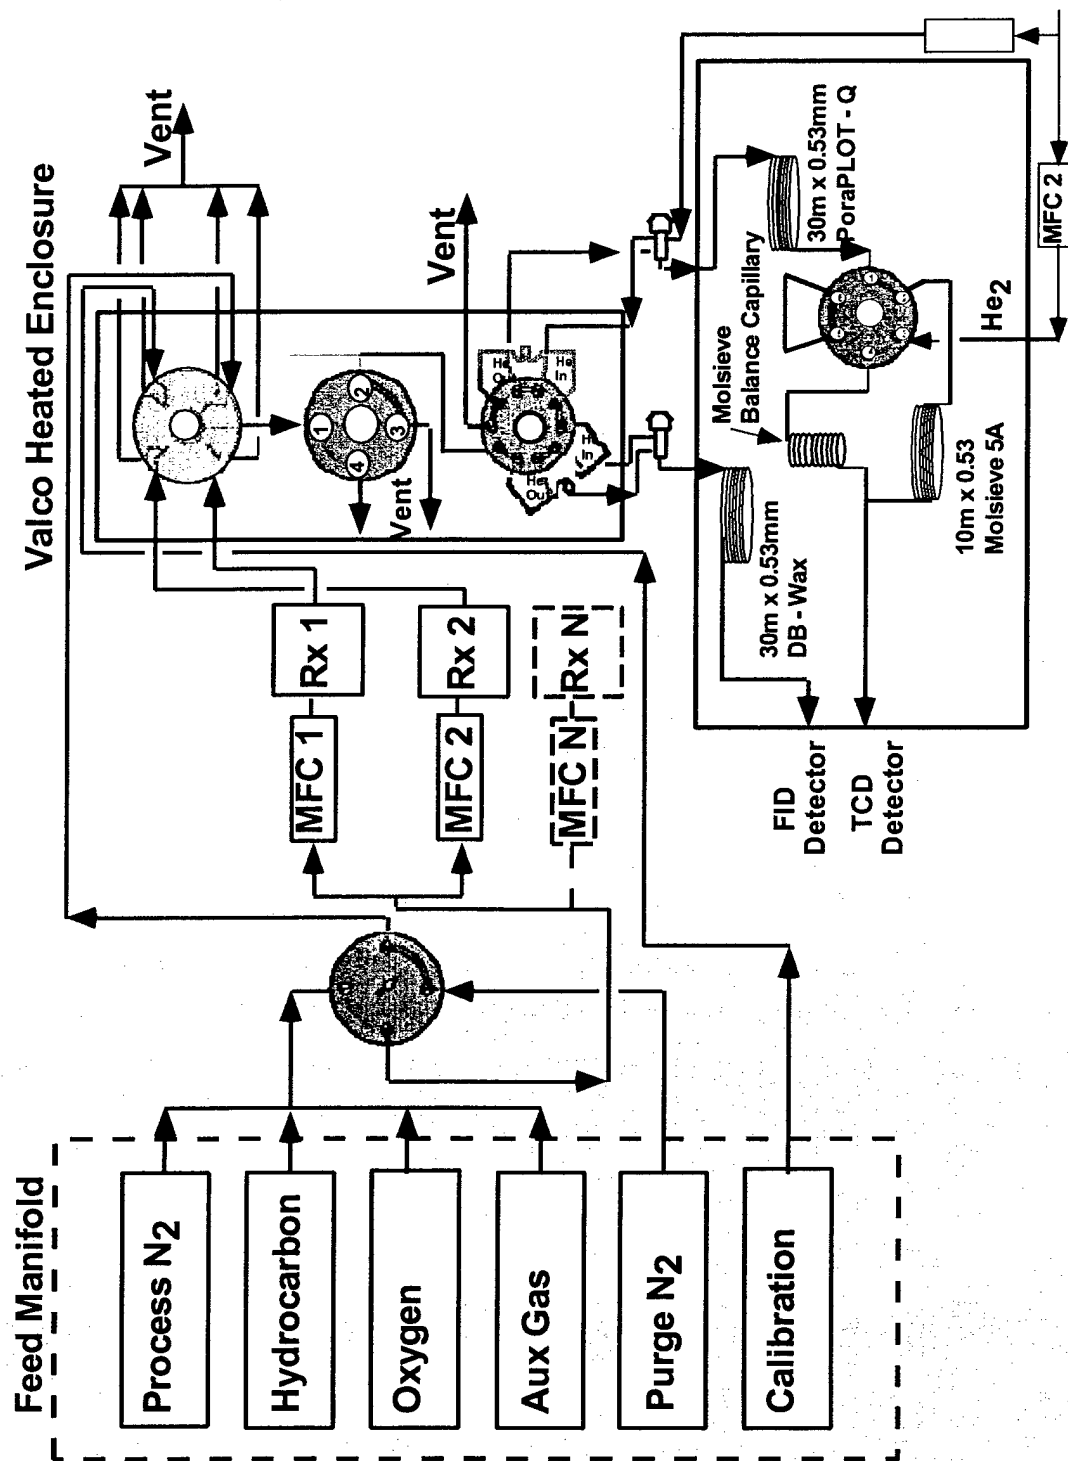 Feed Manifold
Process N2
Hydrocarbon
Oxygen
Aux Gas
Purge N2
Calibration
MFC 1
Rx 1
MFC 2
Rx 2
MFC N
Rx N
Valco Heated Enclosure
Vent
1
2
3
4
Vent
Vent
He
In
He
In
He
Out
FID
Detector
TCD
Detector
30m x 0.53mm
DB - Wax
Molsieve
Balance Capillary
30m x 0.53mm
PoraPLOT - Q
10m x 0.53
Molsieve 5A
He2
MFC 2